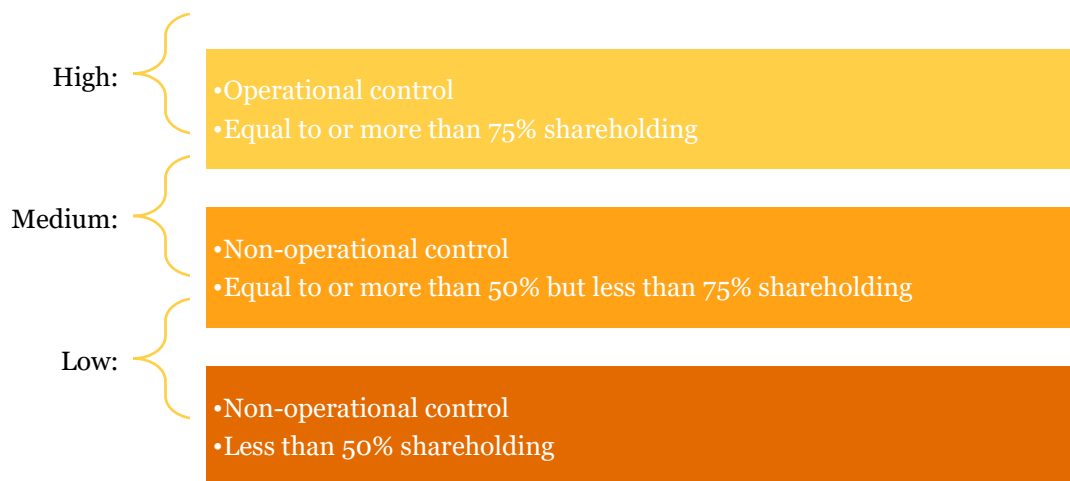 High:
•Operational control
•Equal to or more than 75% shareholding
Medium:
•Non-operational control
•Equal to or more than 50% but less than 75% shareholding
Low:
•Non-operational control
•Less than 50% shareholding